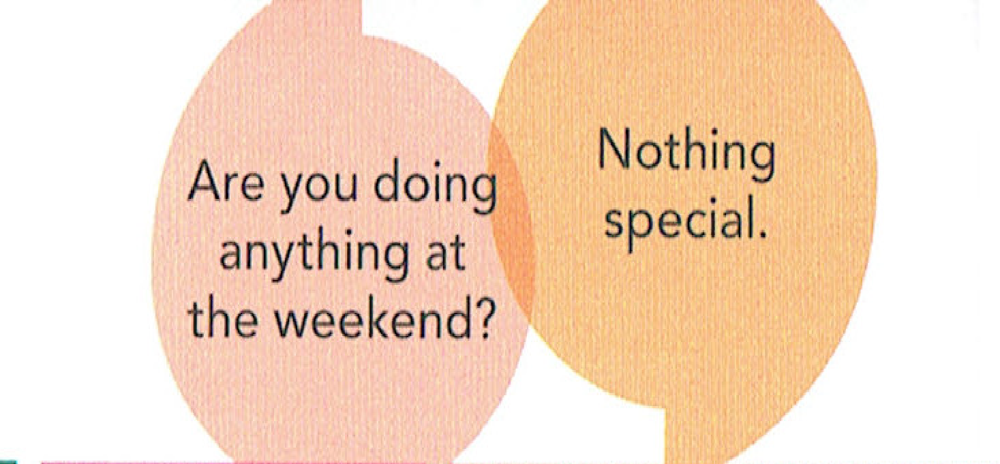 Are you doing
anything at
the weekend?
Nothing
special.